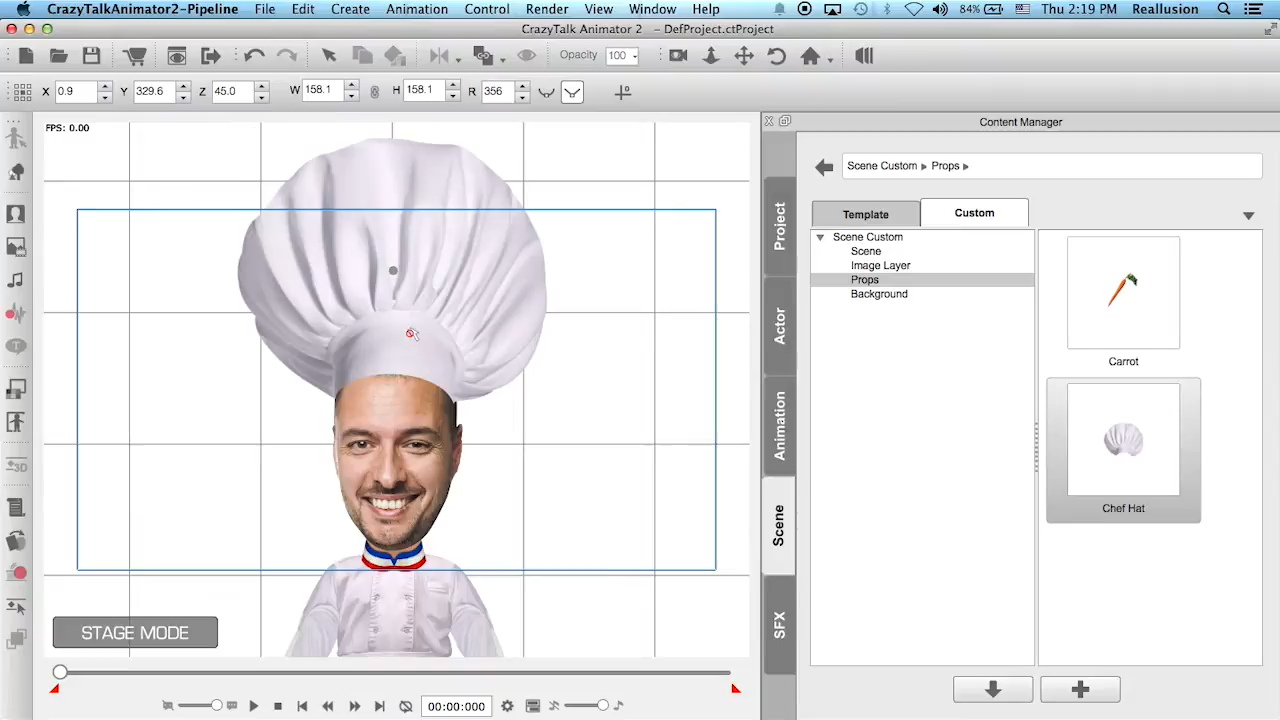 CrazyTalkAnimator2-Pipeline File Edit Create Animation Control Render View Window Help 84% Thu 2:19 PM Reallusion
CrazyTalk Animator 2 – DefProject.ctProject
Opacity 100
X 0.9 Y 329.6 Z 45.0 W 158.1 H 158.1 R 356
FPS: 0.00
Content Manager
Scene Custom Props
Template Custom
Scene Custom
Scene
Image Layer
Props
Background
Carrot
Chef Hat
Project
Actor
Animation
Scene
SFX
3D
STAGE MODE
00:00:000